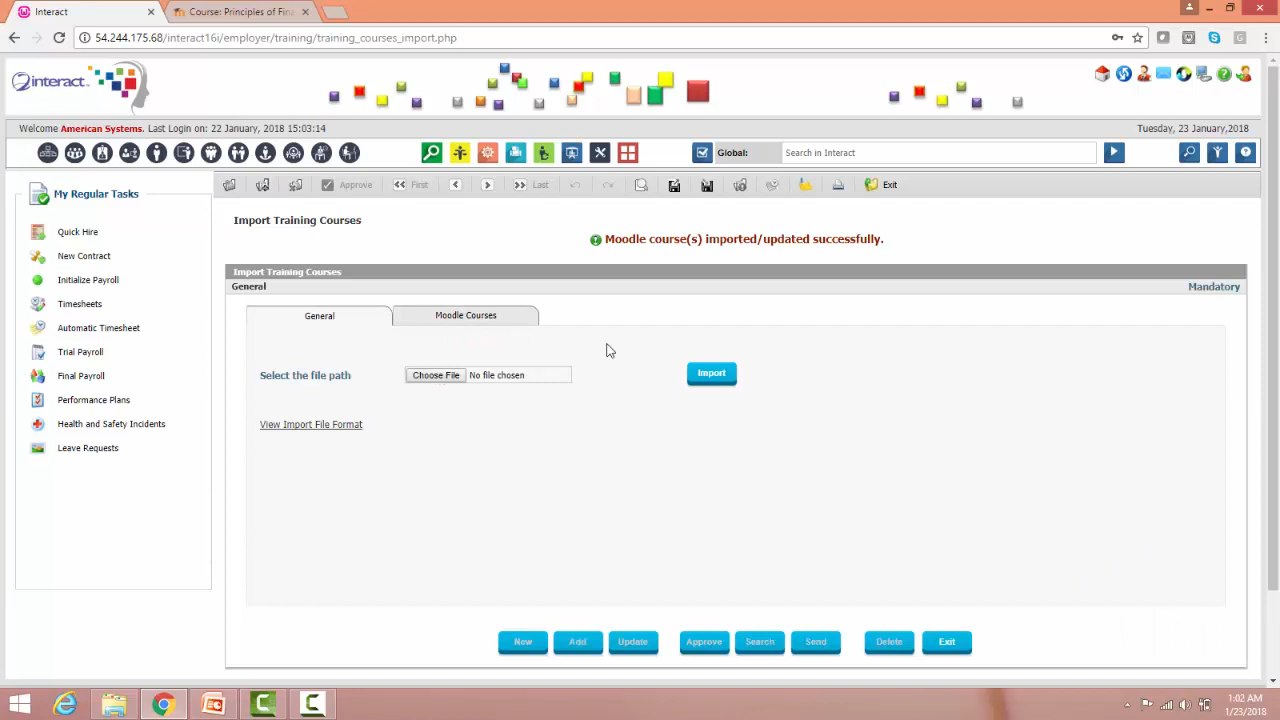 Interact
Course: Principles of Fina
54.244.175.68/interact16i/employer/training/training_courses_import.php
interact
Welcome American Systems. Last Login on: 22 January, 2018 15:03:14
Tuesday, 23 January,2018
Global:
Search in Interact
My Regular Tasks
Quick Hire
New Contract
Initialize Payroll
Timesheets
Automatic Timesheet
Trial Payroll
Final Payroll
Performance Plans
Health and Safety Incidents
Leave Requests
Approve
First
Last
Exit
Import Training Courses
Moodle course(s) imported/updated successfully.
Import Training Courses
General
Mandatory
General
Moodle Courses
Select the file path
Choose File
No file chosen
Import
View Import File Format
New
Add
Update
Approve
Search
Send
Delete
Exit
1:02 AM
1/23/2018